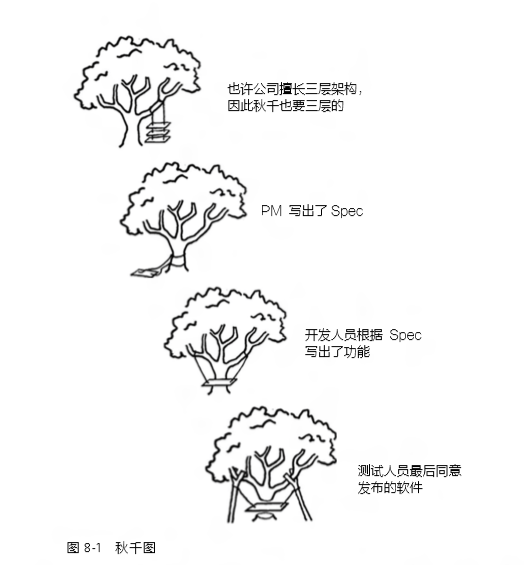 也许公司擅长三层架构，
因此秋千也要三层的
PM 写出了 Spec
开发人员根据 Spec
写出了功能
测试人员最后同意
发布的软件
图 8-1 秋千图